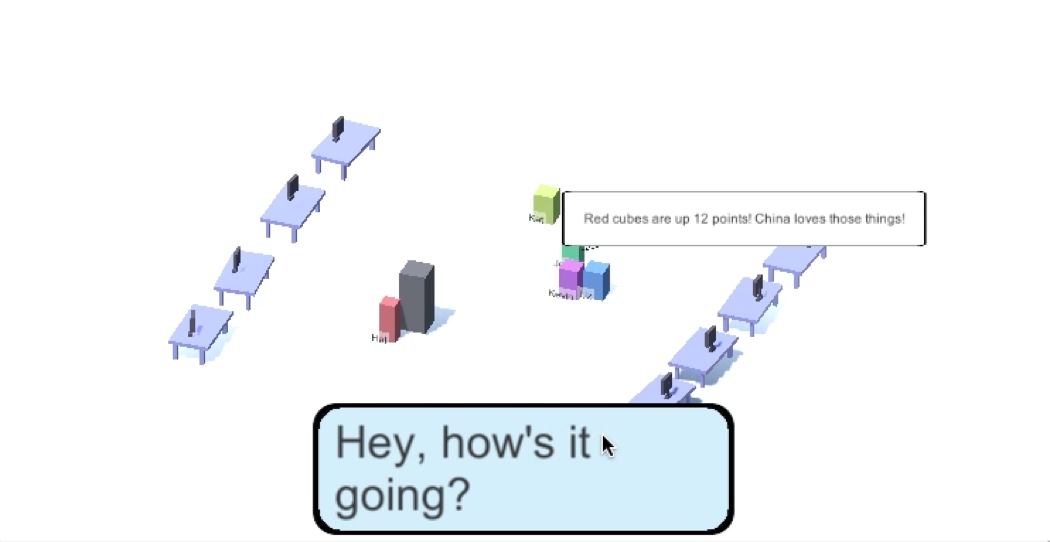 Red cubes are up 12 points! China loves those things!
Hey, how's it
going?